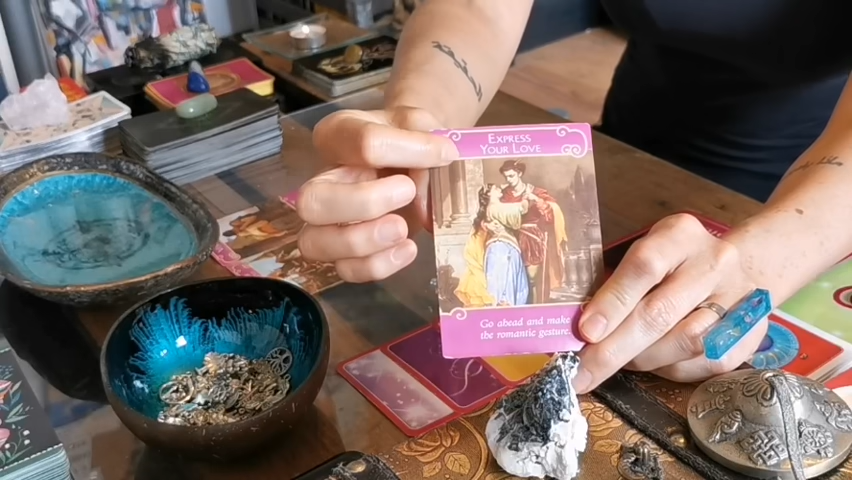 EXPRESS
YOUR LOVE
Go ahead and make
the romantic gesture.